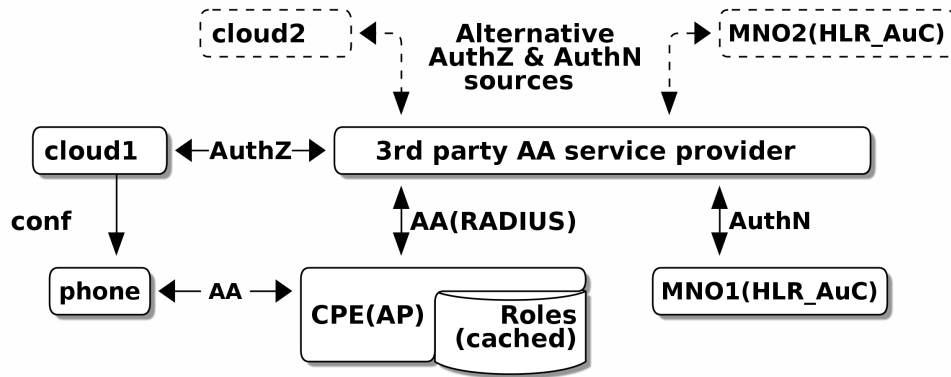 cloud2
Alternative
AuthZ & AuthN
sources
MNO2(HLR_AuC)
cloud1
AuthZ
3rd party AA service provider
conf
AA(RADIUS)
AuthN
phone
AA
CPE(AP)
Roles
(cached)
MNO1(HLR_AuC)